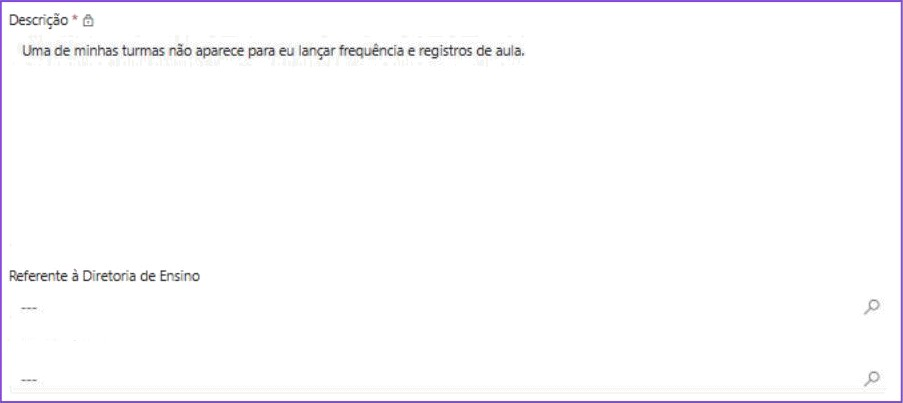 Descrição *
Uma de minhas turmas não aparece para eu lançar frequência e registros de aula.
Referente à Diretoria de Ensino
---
---